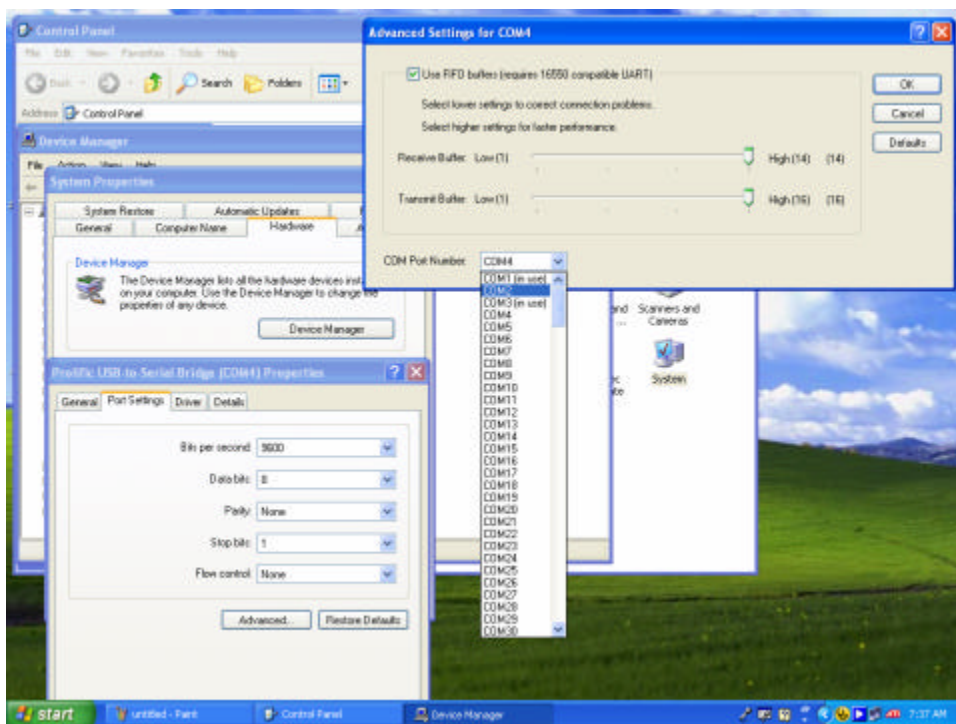 Control Panel
File Edit View Favorites Tools Help
Back
Search
Folders
Address
Control Panel
Device Manager
File Action View Help
System Properties
System Restore
Automatic Updates
General
Computer Name
Hardware
Device Manager
The Device Manager lists all the hardware devices
on your computer. Use the Device Manager to change the
properties of any device.
Device Manager
Prolific USB-to-Serial Bridge (COM4) Properties
General
Port Settings
Driver
Details
Bits per second: 9600
Data bits: 8
Parity: None
Stop bits: 1
Flow control: None
Advanced...
Restore Defaults
Advanced Settings for COM4
Use FIFO buffers (requires 16550 compatible UART)
Select lower settings to correct connection problems.
Select higher settings for faster performance.
Receive Buffer: Low (1) High (14) (14)
Transmit Buffer: Low (1) High (16) (16)
OK
Cancel
Defaults
COM Port Number: COM4
COM1 (in use)
COM2
COM3 (in use)
COM4
COM5
COM6
COM7
COM8
COM9
COM10
COM11
COM12
COM13
COM14
COM15
COM16
COM17
COM18
COM19
COM20
COM21
COM22
COM23
COM24
COM25
COM26
COM27
COM28
COM29
COM30
Scanners and
Cameras
System
start
untitled - Paint
Control Panel
Device Manager
7:37 AM